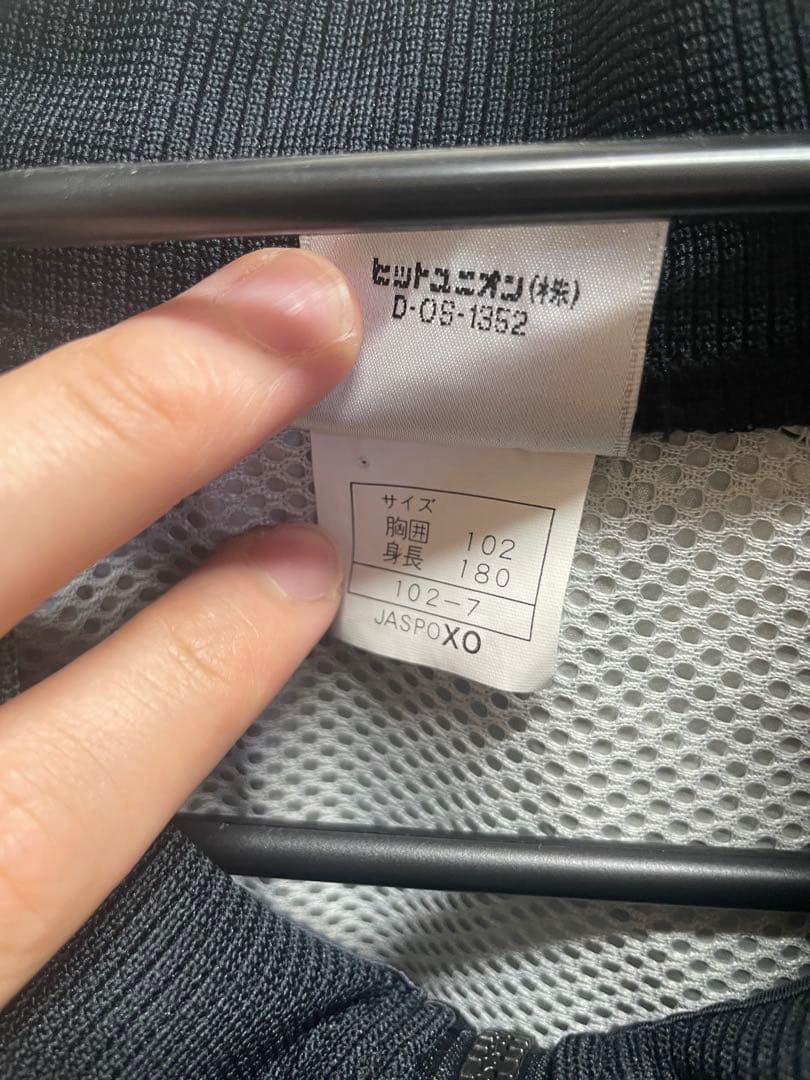 ヒットユニオン(株)
D-OS-1352
サイズ
胸囲 102
身長 180
102-7
JASPO XO